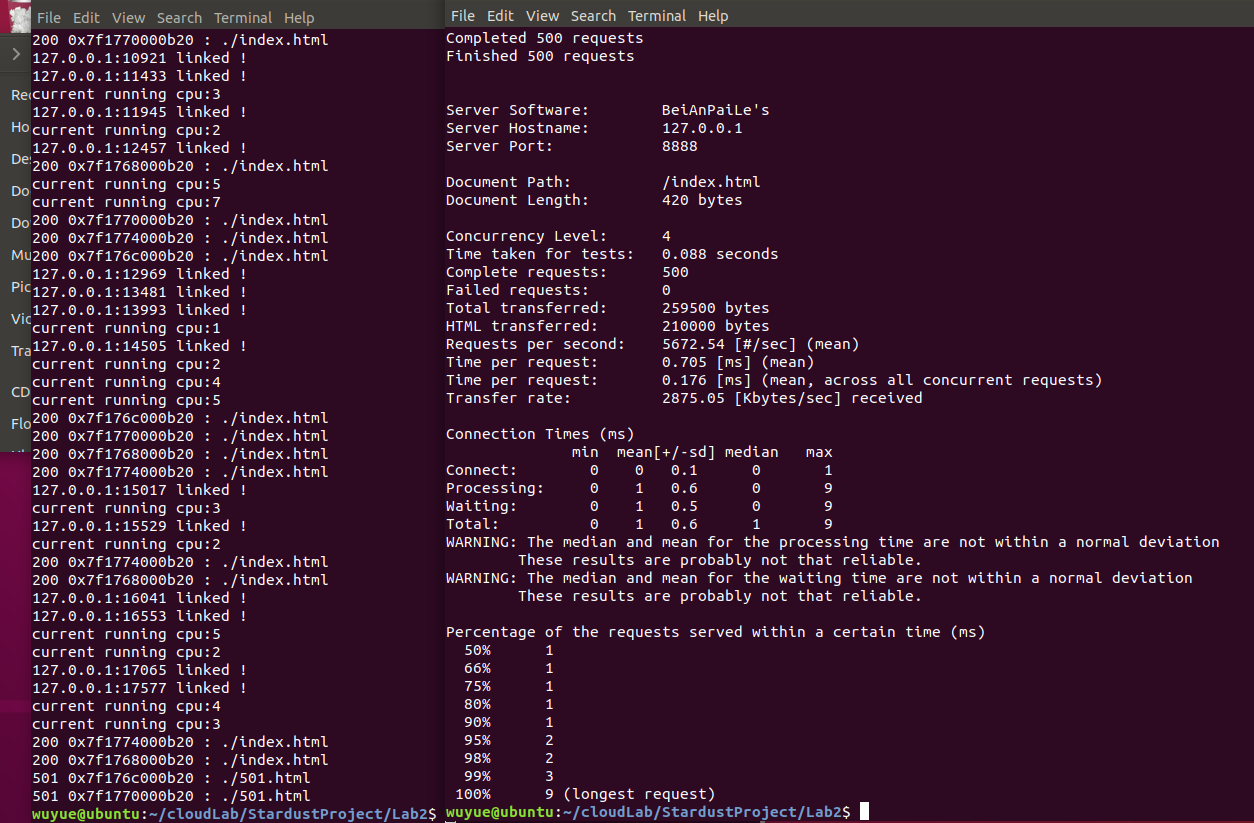 File Edit View Search Terminal Help
200 0x7f1770000b20 : ./index.html
127.0.0.1:10921 linked !
127.0.0.1:11433 linked !
current running cpu:3
127.0.0.1:11945 linked !
current running cpu:2
127.0.0.1:12457 linked !
200 0x7f1768000b20 : ./index.html
current running cpu:5
current running cpu:7
200 0x7f1770000b20 : ./index.html
200 0x7f1774000b20 : ./index.html
200 0x7f176c000b20 : ./index.html
127.0.0.1:12969 linked !
127.0.0.1:13481 linked !
127.0.0.1:13993 linked !
current running cpu:1
127.0.0.1:14505 linked !
current running cpu:2
current running cpu:4
current running cpu:5
200 0x7f176c000b20 : ./index.html
200 0x7f1770000b20 : ./index.html
200 0x7f1768000b20 : ./index.html
200 0x7f1774000b20 : ./index.html
127.0.0.1:15017 linked !
current running cpu:3
127.0.0.1:15529 linked !
current running cpu:2
200 0x7f1774000b20 : ./index.html
200 0x7f1768000b20 : ./index.html
127.0.0.1:16041 linked !
127.0.0.1:16553 linked !
current running cpu:5
current running cpu:2
127.0.0.1:17065 linked !
127.0.0.1:17577 linked !
current running cpu:4
current running cpu:3
200 0x7f1774000b20 : ./index.html
200 0x7f1768000b20 : ./index.html
501 0x7f176c000b20 : ./501.html
501 0x7f1770000b20 : ./501.html
wuyue@ubuntu:~/cloudLab/StardustProject/Lab2$
File Edit View Search Terminal Help
Completed 500 requests
Finished 500 requests
Server Software: BeiAnPaiLe's
Server Hostname: 127.0.0.1
Server Port: 8888
Document Path: /index.html
Document Length: 420 bytes
Concurrency Level: 4
Time taken for tests: 0.088 seconds
Complete requests: 500
Failed requests: 0
Total transferred: 259500 bytes
HTML transferred: 210000 bytes
Requests per second: 5672.54 [#/sec] (mean)
Time per request: 0.705 [ms] (mean)
Time per request: 0.176 [ms] (mean, across all concurrent requests)
Transfer rate: 2875.05 [Kbytes/sec] received
Connection Times (ms)
min mean[+/-sd] median max
Connect: 0 0 0.1 0 1
Processing: 0 1 0.6 0 9
Waiting: 0 1 0.5 0 9
Total: 0 1 0.6 1 9
WARNING: The median and mean for the processing time are not within a normal deviation
These results are probably not that reliable.
WARNING: The median and mean for the waiting time are not within a normal deviation
These results are probably not that reliable.
Percentage of the requests served within a certain time (ms)
50% 1
66% 1
75% 1
80% 1
90% 1
95% 2
98% 2
99% 3
100% 9 (longest request)
wuyue@ubuntu:~/cloudLab/StardustProject/Lab2$